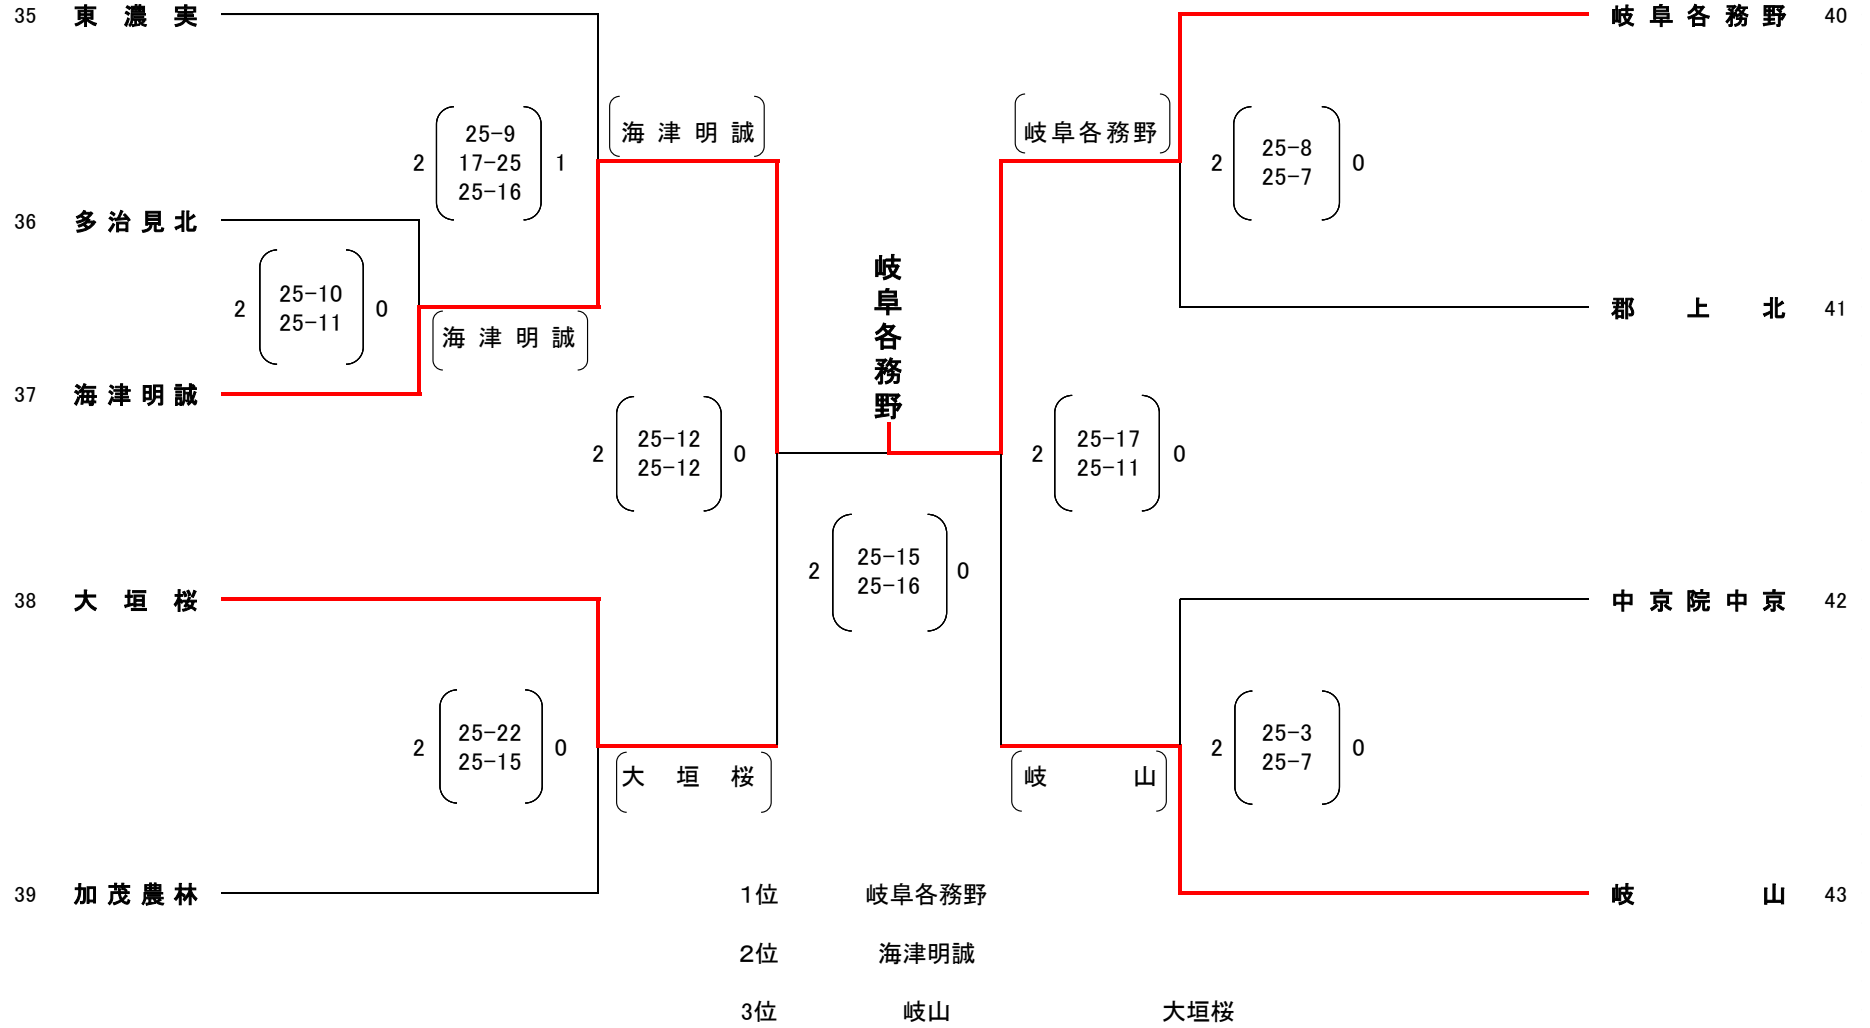 35 東濃実
岐阜各務野 40
海津明誠
岐阜各務野
2 25-9 17-25 25-16 1
2 25-8 25-7 0
36 多治見北
2 25-10 25-11 0
海津明誠
岐阜各務野
郡上北 41
37 海津明誠
2 25-12 25-12 0
2 25-17 25-11 0
2 25-15 25-16 0
38 大垣桜
中京院中京 42
2 25-22 25-15 0
大垣桜
岐山
2 25-3 25-7 0
39 加茂農林
岐山 43
1位 岐阜各務野
2位 海津明誠
3位 岐山 大垣桜